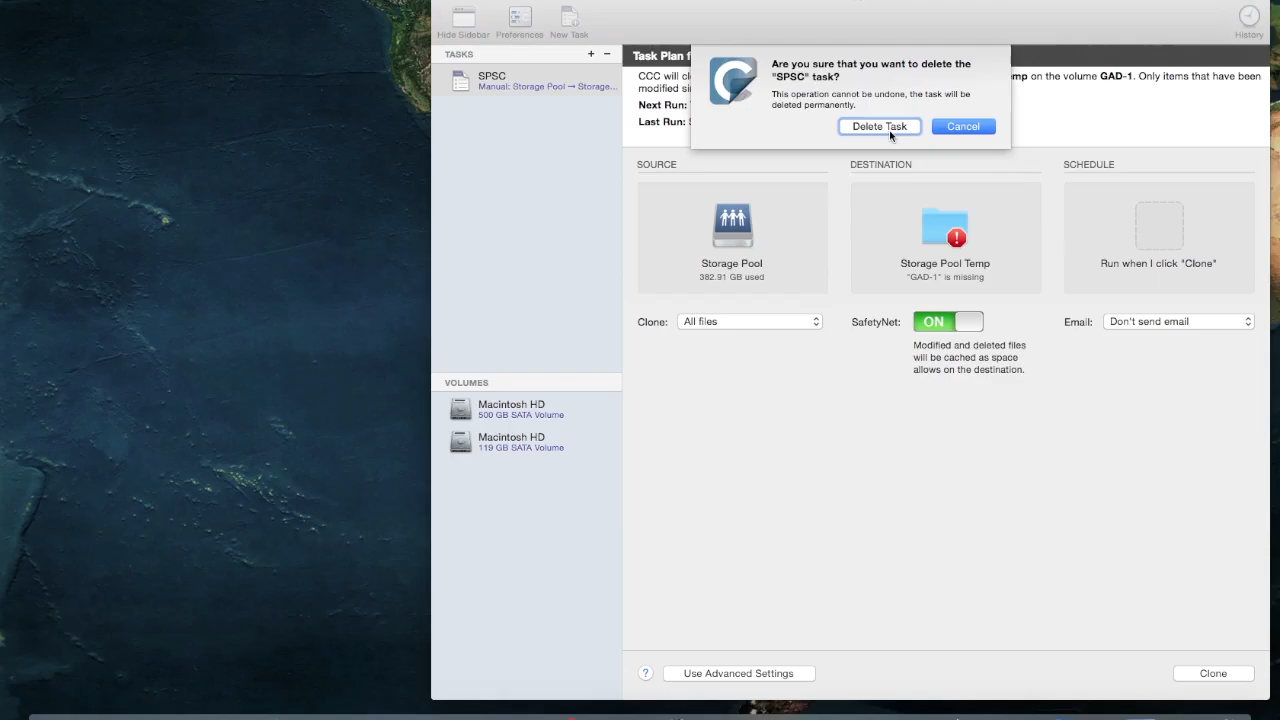 Hide Sidebar
Preferences
New Task
History
TASKS
+ −
SPSC
Manual: Storage Pool → Storage...
Task Plan f
CCC will cl
emp on the volume GAD-1. Only items that have been
modified sin
Next Run:
Last Run: S
Are you sure that you want to delete the
"SPSC" task?
This operation cannot be undone, the task will be
deleted permanently.
Delete Task
Cancel
SOURCE
DESTINATION
SCHEDULE
Storage Pool
382.91 GB used
Storage Pool Temp
"GAD-1" is missing
Run when I click "Clone"
Clone: All files
SafetyNet: ON
Email: Don't send email
Modified and deleted files
will be cached as space
allows on the destination.
VOLUMES
Macintosh HD
500 GB SATA Volume
Macintosh HD
119 GB SATA Volume
?
Use Advanced Settings
Clone